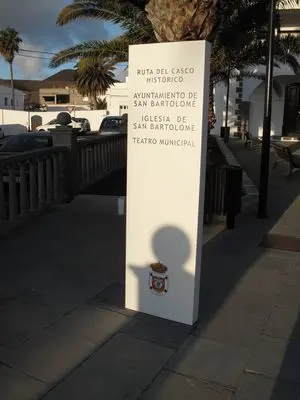 RUTA DEL CASCO
HISTÓRICO
AYUNTAMIENTO DE
SAN BARTOLOMÉ
IGLESIA DE
SAN BARTOLOMÉ
TEATRO MUNICIPAL